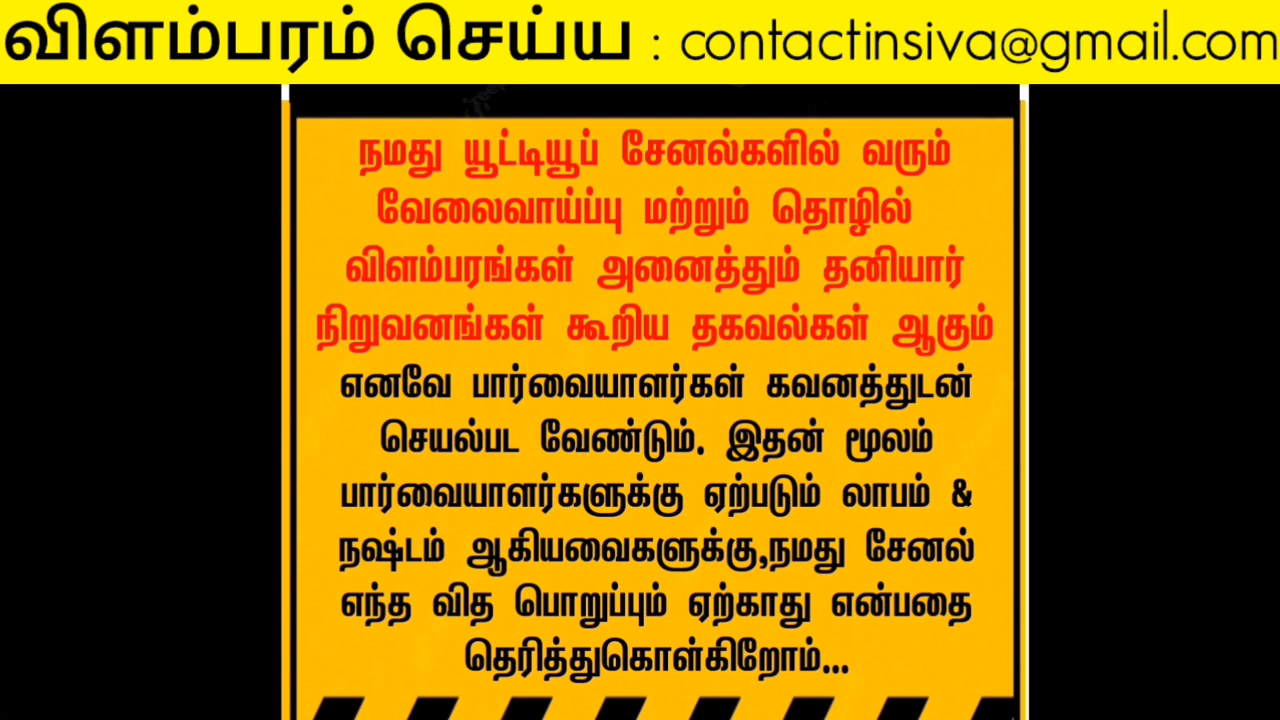 விளம்பரம் செய்ய : contactinsiva@gmail.com
நமது யூட்டியூப் சேனல்களில் வரும்
வேலைவாய்ப்பு மற்றும் தொழில்
விளம்பரங்கள் அனைத்தும் தனியார்
நிறுவனங்கள் கூறிய தகவல்கள் ஆகும்
எனவே பார்வையாளர்கள் கவனத்துடன்
செயல்பட வேண்டும். இதன் மூலம்
பார்வையாளர்களுக்கு ஏற்படும் லாபம் &
நஷ்டம் ஆகியவைகளுக்கு,நமது சேனல்
எந்த வித பொறுப்பும் ஏற்காது என்பதை
தெரித்துகொள்கிறோம்...